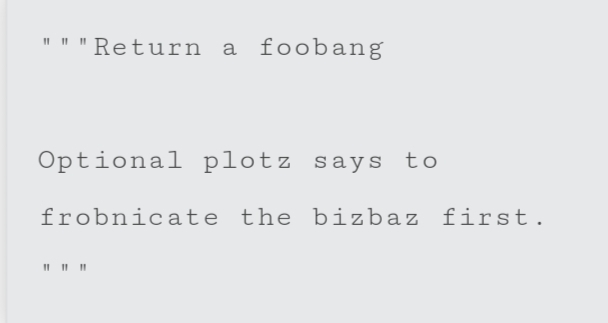 """Return a foobang

Optional plotz says to
frobnicate the bizbaz first.
"""